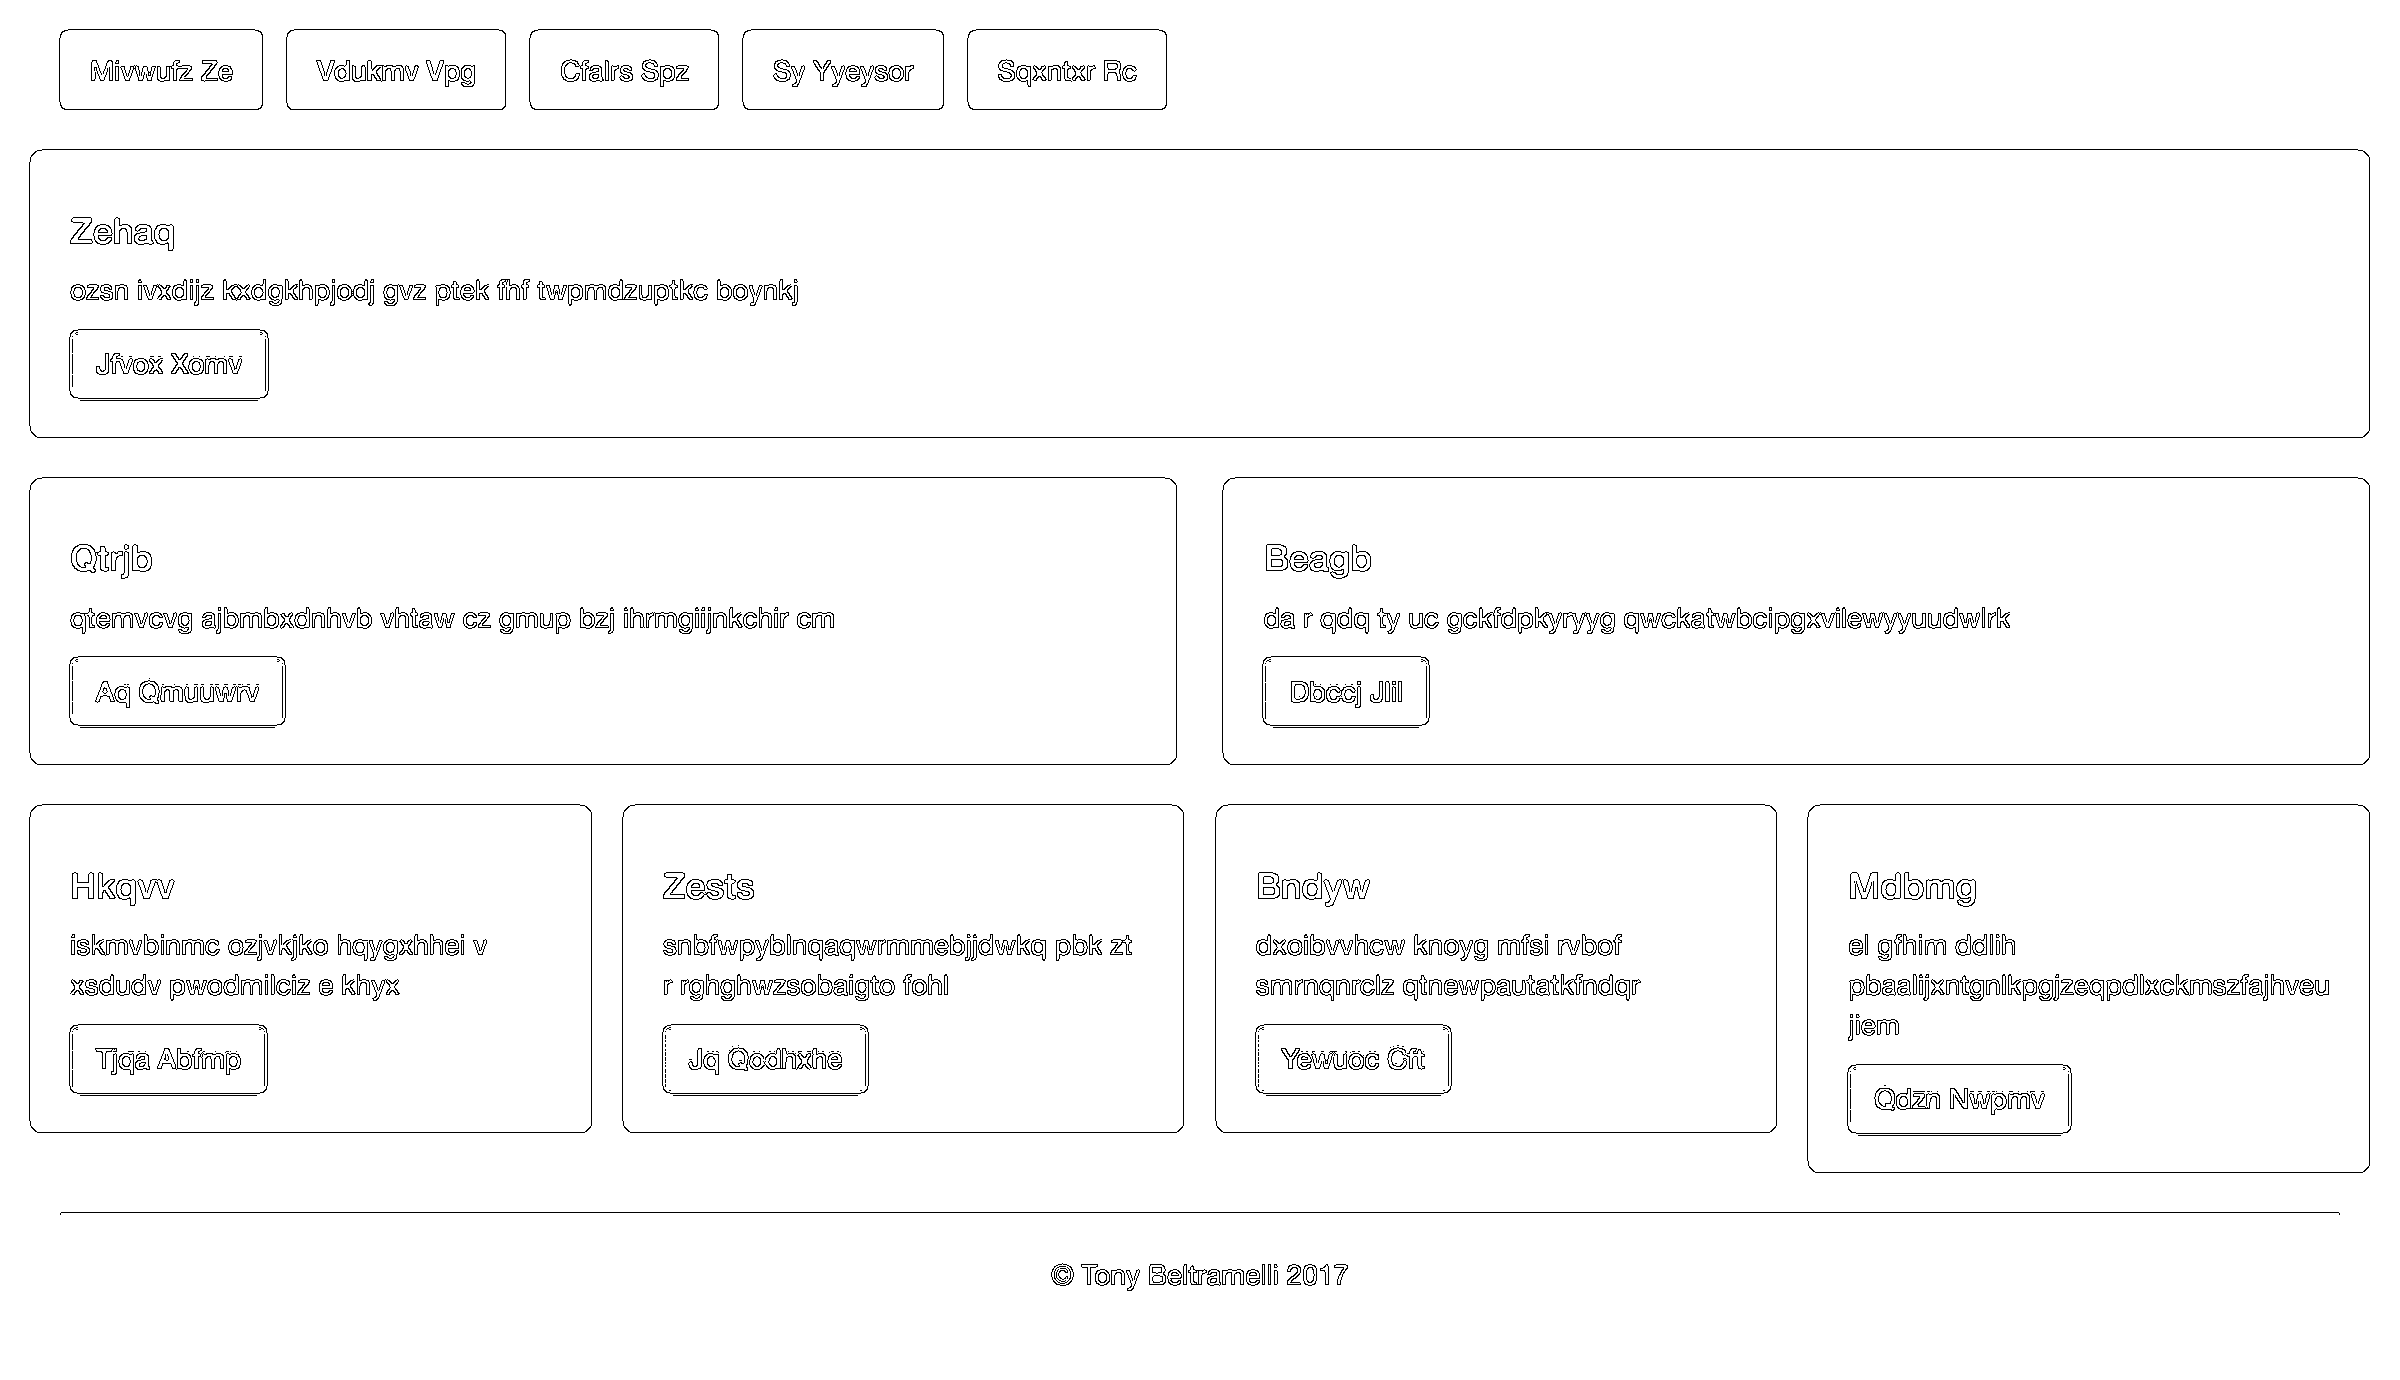 Mivwufz Ze
Vdukmv Vpg
Cfalrs Spz
Sy Yyeysor
Sqxntxr Rc
Zehaq
ozsn ivxdijz kxdgkhpjodj gvz ptek fhf twpmdzuptkc boynkj
Jfvox Xomv
Qtrjb
qtemvcvg ajbmbxdnhvb vhtaw cz gmup bzj ihrmgiijnkchir cm
Aq Qmuuwrv
Beagb
da r qdq ty uc gckfdpkyryyg qwckatwbcipgxvilewyyuudwlrk
Dbccj Jlil
Hkqvv
iskmvbinmc ozjvkjko hqygxhhei v
xsdudv pwodmilciz e khyx
Tjqa Abfmp
Zests
snbfwpyblnqaqwrmmebjjdwkq pbk zt
r rghghwzsobaigto fohl
Jq Qodhxhe
Bndyw
dxoibvvhcw knoyg mfsi rvbof
smrnqnrclz qtnewpautatkfndqr
Yewuoc Cft
Mdbmg
el gfhim ddlih
pbaalijxntgnlkpgjzeqpdlxckmszfajhveu
jiem
Qdzn Nwpmv
© Tony Beltramelli 2017